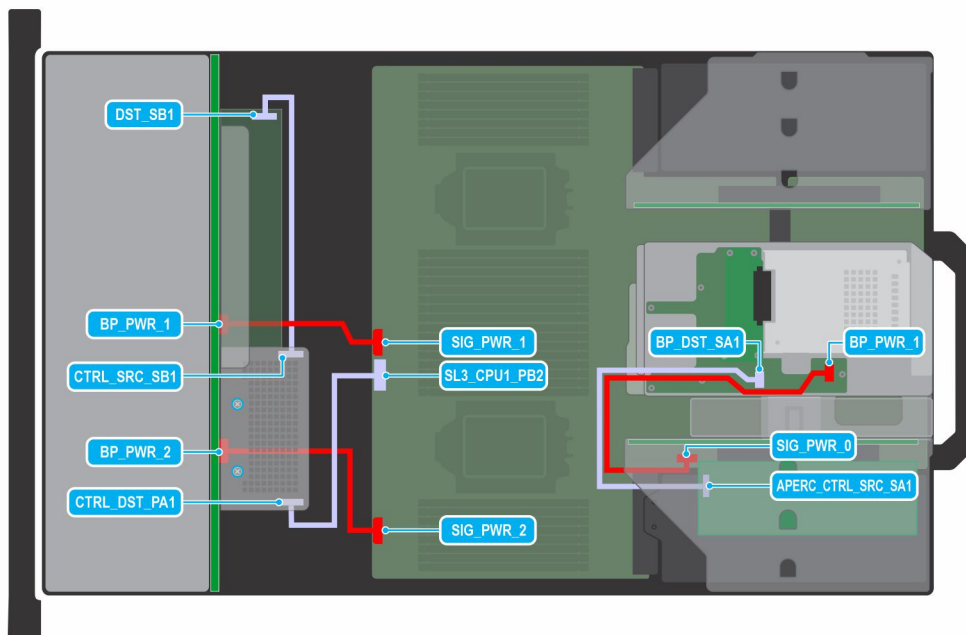 DST_SB1
BP_PWR_1
SIG_PWR_1
BP_DST_SA1
BP_PWR_1
CTRL_SRC_SB1
SL3_CPU1_PB2
BP_PWR_2
SIG_PWR_0
CTRL_DST_PA1
APERC_CTRL_SRC_SA1
SIG_PWR_2